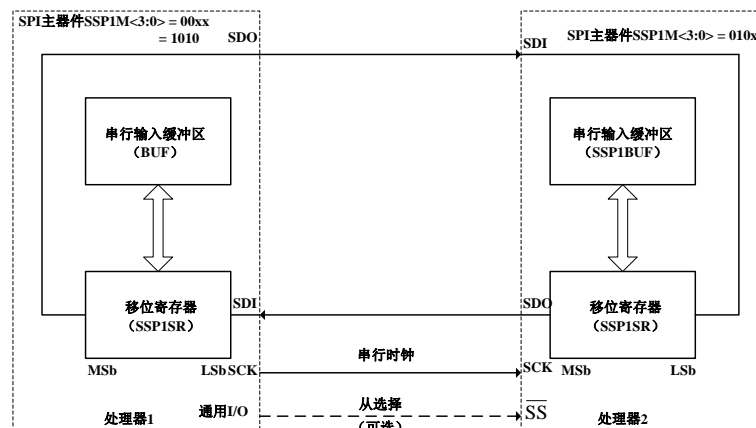 SPI主器件SSP1M<3:0> = 00xx
= 1010
SDO
SDI
SPI主器件SSP1M<3:0> = 010x
串行输入缓冲区
(BUF)
串行输入缓冲区
(SSP1BUF)
移位寄存器
(SSP1SR)
SDI
SDO
移位寄存器
(SSP1SR)
MSb
LSb
SCK
串行时钟
SCK
MSb
LSb
处理器1
通用I/O
从选择
(可选)
SS
处理器2